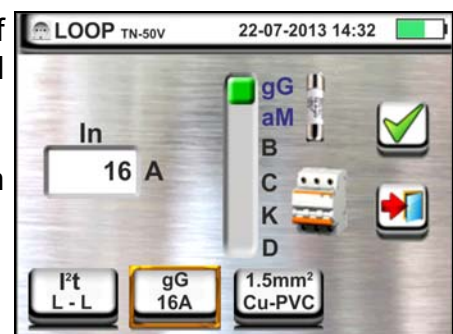 f
l
n
LOOP TN-50V 22-07-2013 14:32
In
16 A
gG
aM
B
C
K
D
I²t
L - L
gG
16A
1.5mm²
Cu-PVC